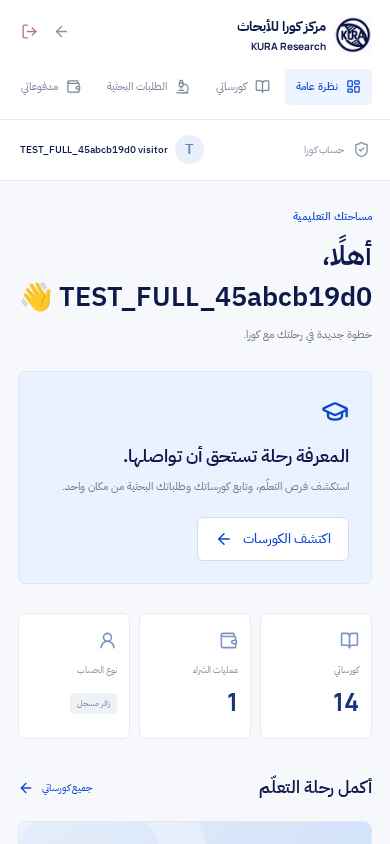 مركز كورا للأبحاث
KURA Research
KURA
نظرة عامة
كورساتي
الطلبات البحثية
مدفوعاتي
حساب كورا
T
TEST_FULL_45abcb19d0 visitor
مساحتك التعليمية
أهلًا،
TEST_FULL_45abcb19d0 👋
خطوة جديدة في رحلتك مع كورا.
المعرفة رحلة تستحق أن تواصلها.
استكشف فرص التعلّم، وتابع كورساتك وطلباتك البحثية من مكان واحد.
اكتشف الكورسات
كورساتي
14
عمليات الشراء
1
نوع الحساب
زائر مسجل
أكمل رحلة التعلّم
جميع كورساتي